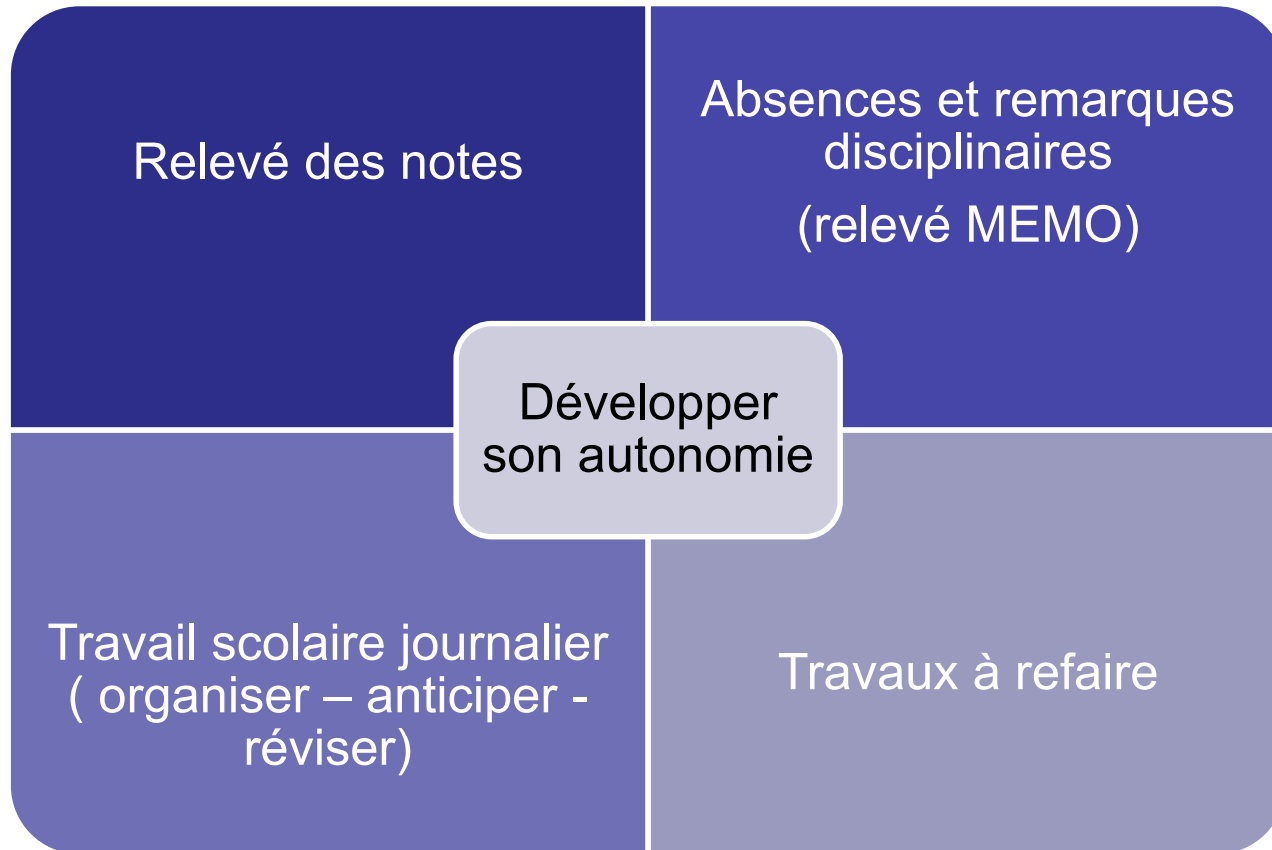 Relevé des notes
Absences et remarques
disciplinaires
(relevé MEMO)
Développer
son autonomie
Travail scolaire journalier
( organiser – anticiper -
réviser)
Travaux à refaire